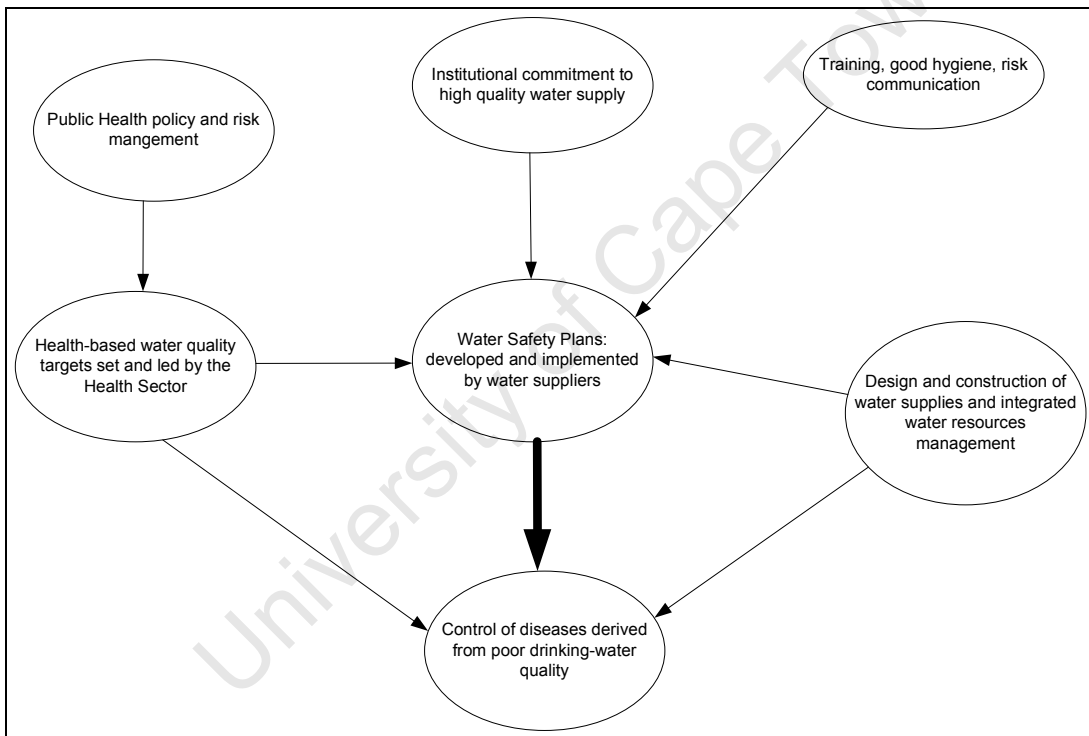 Public Health policy and risk
mangement
Institutional commitment to
high quality water supply
Training, good hygiene, risk
communication
Health-based water quality
targets set and led by the
Health Sector
Water Safety Plans:
developed and implemented
by water suppliers
Design and construction of
water supplies and integrated
water resources
management
Control of diseases derived
from poor drinking-water
quality
University of Cape Tow